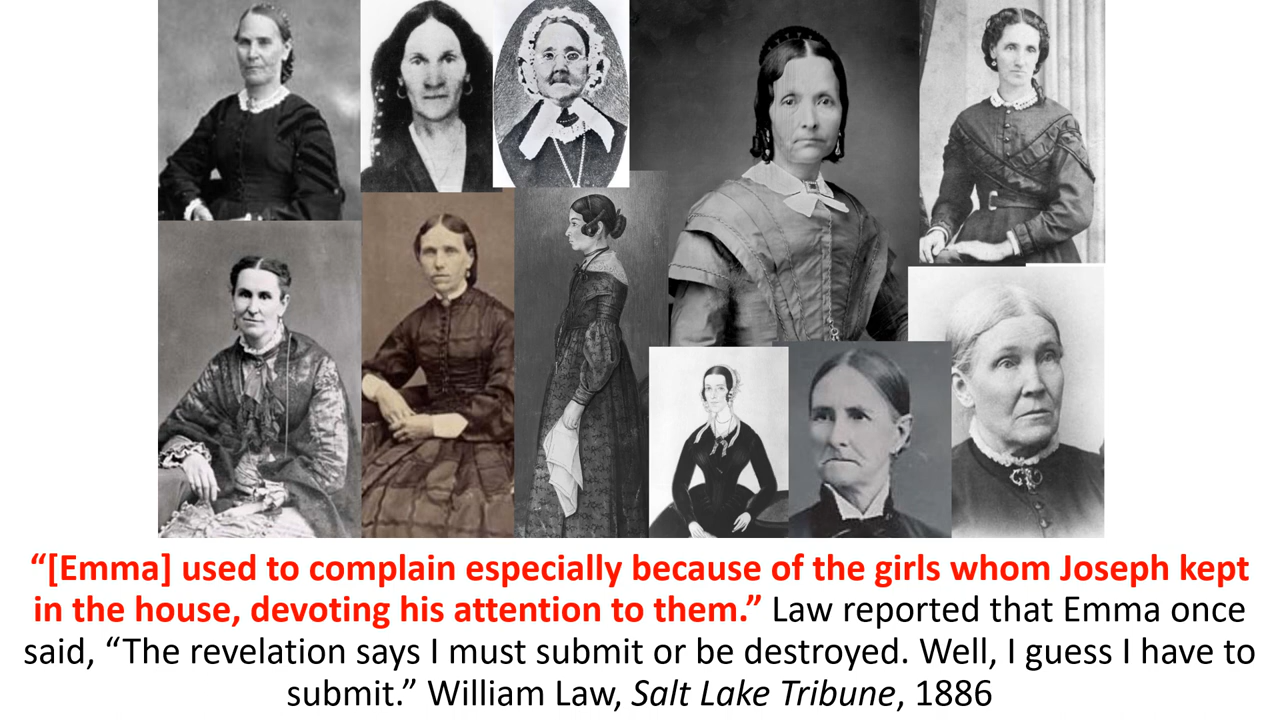 “[Emma] used to complain especially because of the girls whom Joseph kept
in the house, devoting his attention to them.” Law reported that Emma once
said, “The revelation says I must submit or be destroyed. Well, I guess I have to
submit.” William Law, Salt Lake Tribune, 1886